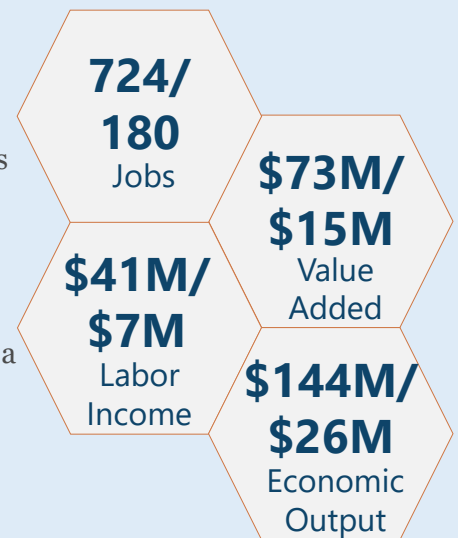 724/
180
Jobs
s
$73M/
$15M
Value
Added
$41M/
$7M
Labor
Income
a
$144M/
$26M
Economic
Output